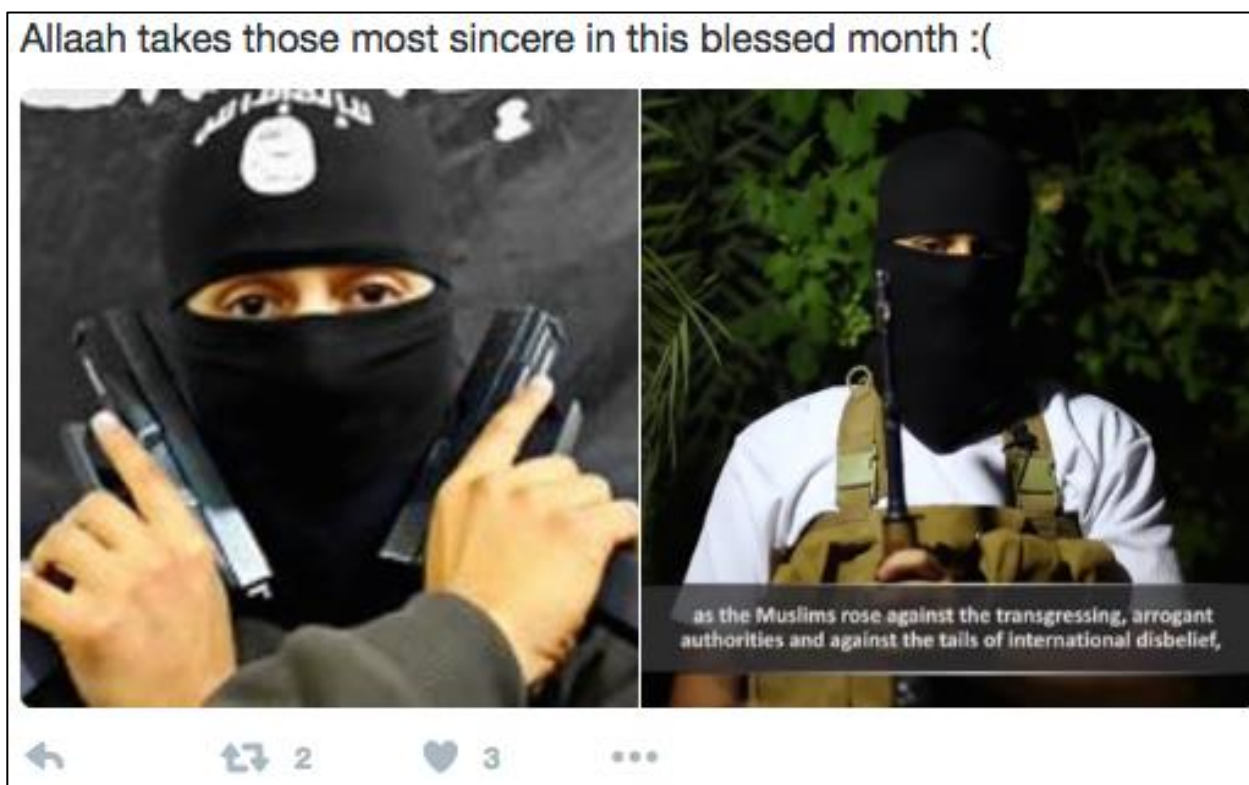 Allaah takes those most sincere in this blessed month :(
as the Muslims rose against the transgressing, arrogant
authorities and against the tails of international disbelief,
2
3